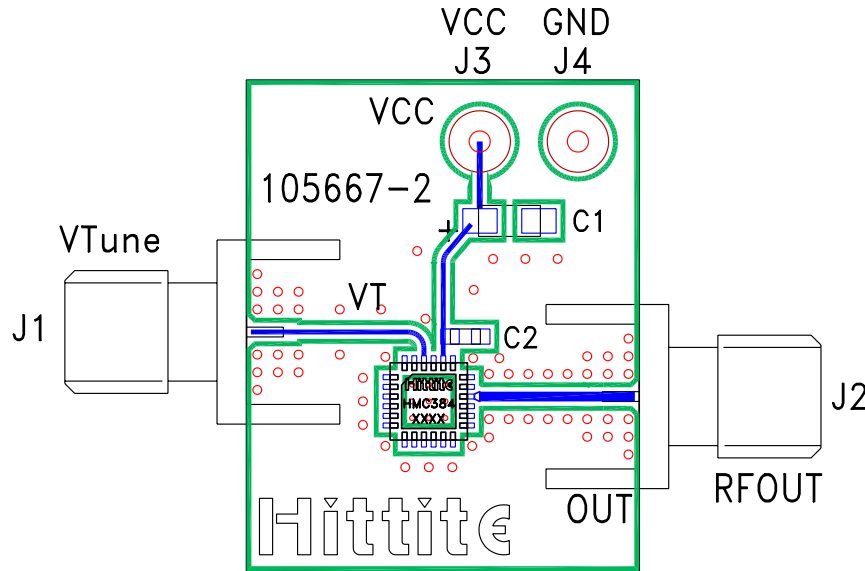 VCC GND
J3 J4
VCC
105667-2
C1
VTune
VT
J1
C2
Hittite
HMC384
XXXX
J2
RFOUT
OUT
Hittite